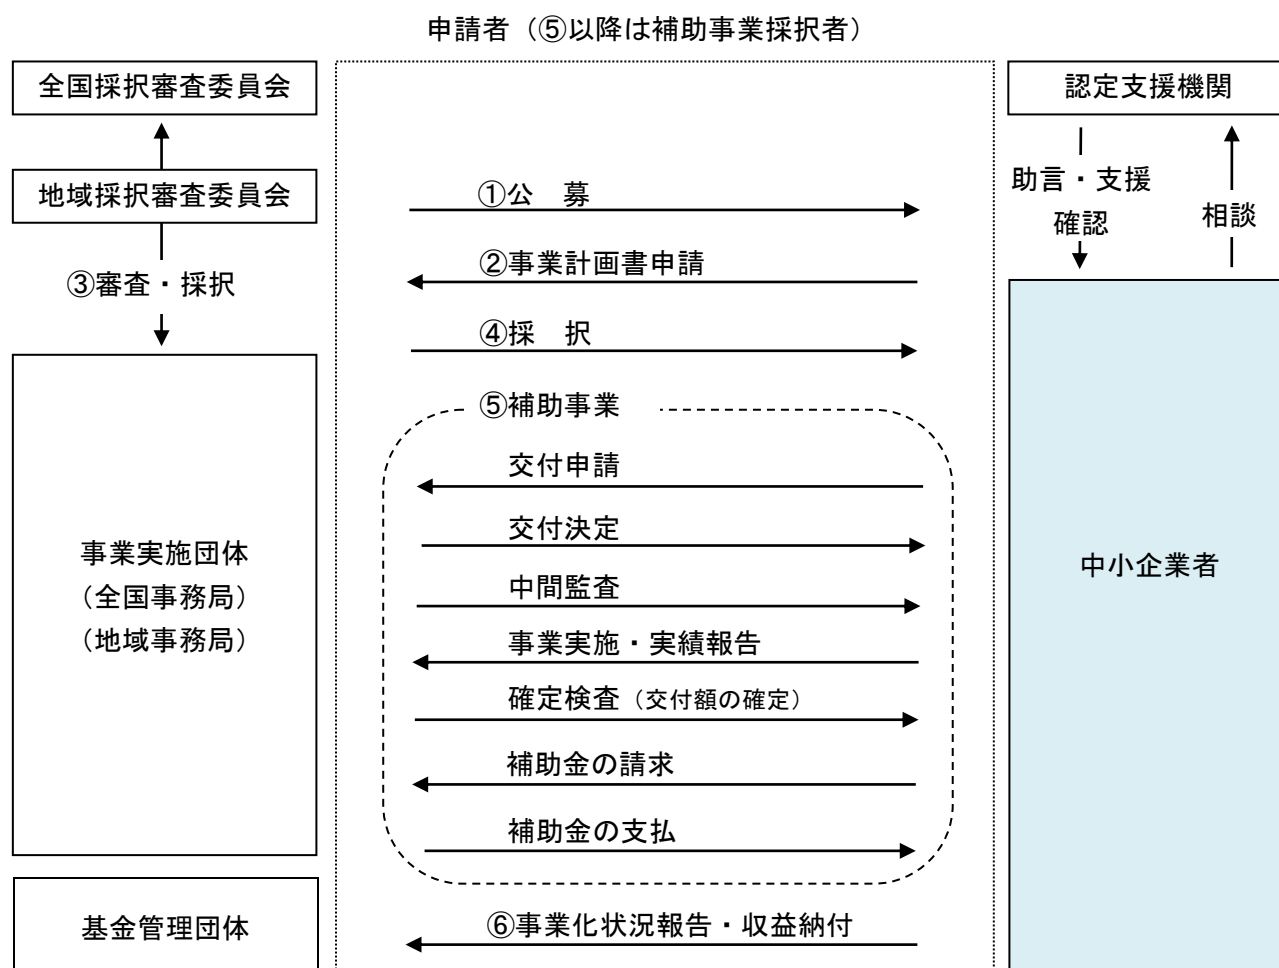 申請者（⑤以降は補助事業採択者）
全国採択審査委員会
地域採択審査委員会
③審査・採択
事業実施団体
（全国事務局）
（地域事務局）
基金管理団体
①公　募
②事業計画書申請
④採　択
⑤補助事業
交付申請
交付決定
中間監査
事業実施・実績報告
確定検査（交付額の確定）
補助金の請求
補助金の支払
⑥事業化状況報告・収益納付
認定支援機関
助言・支援
確認
相談
中小企業者